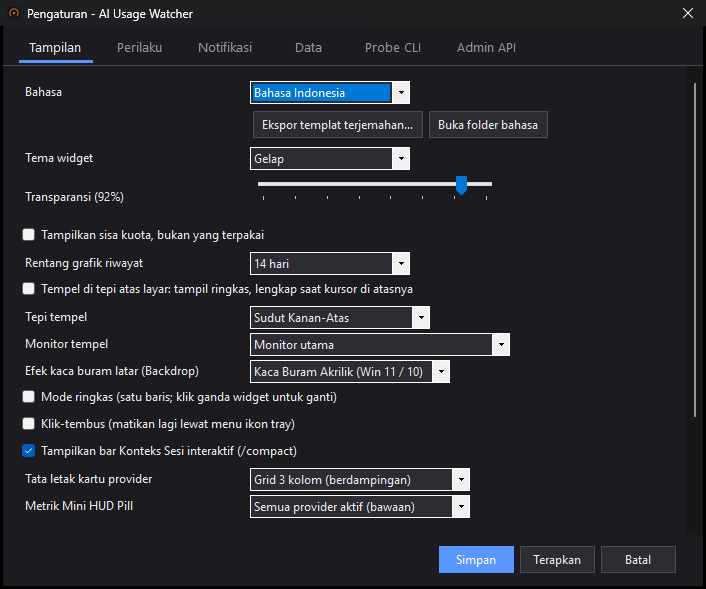 Pengaturan - AI Usage Watcher
Tampilan Perilaku Notifikasi Data Probe CLI Admin API
Bahasa Bahasa Indonesia
Ekspor templat terjemahan... Buka folder bahasa
Tema widget Gelap
Transparansi (92%)
Tampilkan sisa kuota, bukan yang terpakai
Rentang grafik riwayat 14 hari
Tempel di tepi atas layar: tampil ringkas, lengkap saat kursor di atasnya
Tepi tempel Sudut Kanan-Atas
Monitor tempel Monitor utama
Efek kaca buram latar (Backdrop) Kaca Buram Akrilik (Win 11 / 10)
Mode ringkas (satu baris; klik ganda widget untuk ganti)
Klik-tembus (matikan lagi lewat menu ikon tray)
Tampilkan bar Konteks Sesi interaktif (/compact)
Tata letak kartu provider Grid 3 kolom (berdampingan)
Metrik Mini HUD Pill Semua provider aktif (bawaan)
Simpan Terapkan Batal